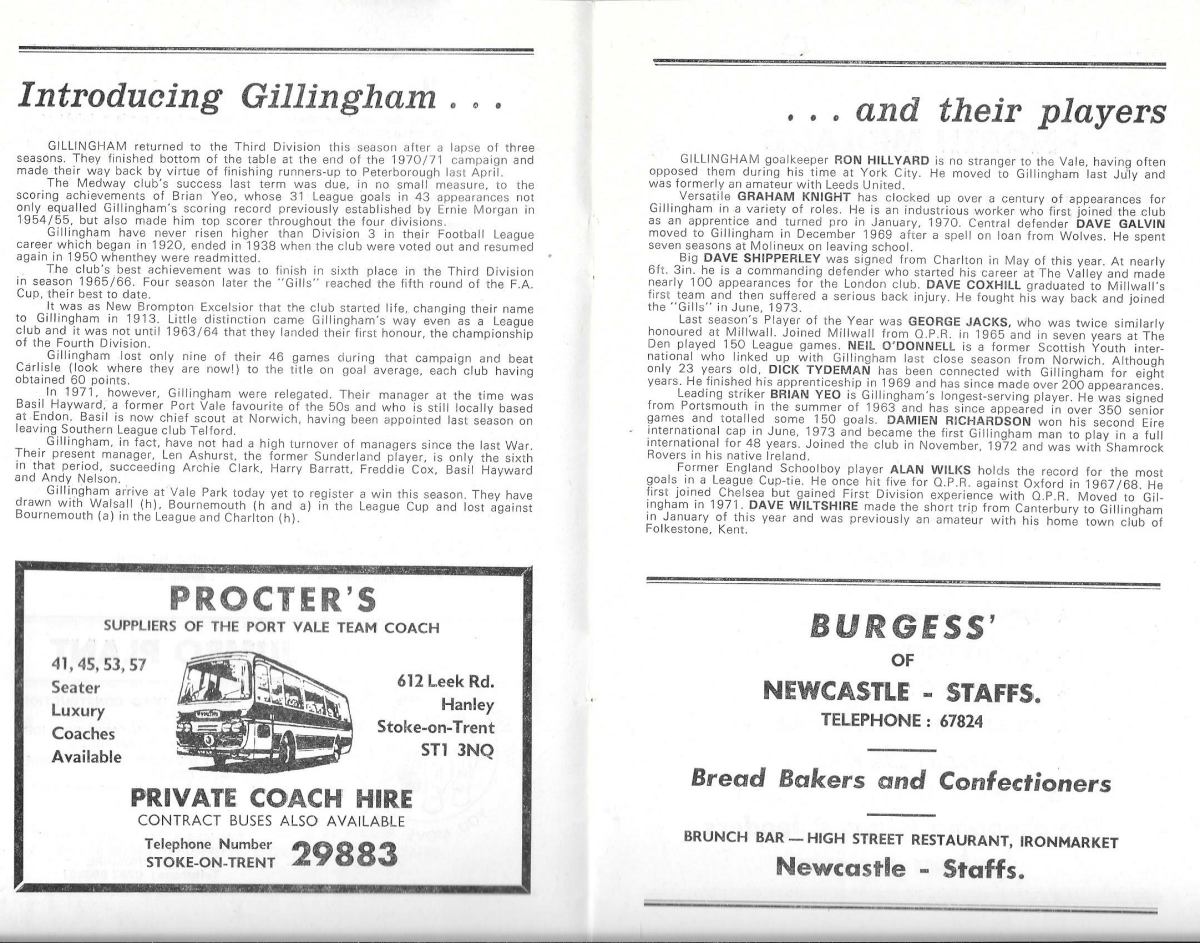 Introducing Gillingham . . .
GILLINGHAM returned to the Third Division this season after a lapse of three
seasons. They finished bottom of the table at the end of the 1970/71 campaign and
made their way back by virtue of finishing runners-up to Peterborough last April.
The Medway club's success last term was due, in no small measure, to the
scoring achievements of Brian Yeo, whose 31 League goals in 43 appearances not
only equalled Gillingham's scoring record previously established by Ernie Morgan in
1954/55, but also made him top scorer throughout the four divisions.
Gillingham have never risen higher than Division 3 in their Football League
career which began in 1920, ended in 1938 when the club were voted out and resumed
again in 1950 whenthey were readmitted.
The club's best achievement was to finish in sixth place in the Third Division
in season 1965/66. Four season later the "Gills" reached the fifth round of the F.A.
Cup, their best to date.
It was as New Brompton Excelsior that the club started life, changing their name
to Gillingham in 1913. Little distinction came Gillingham's way even as a League
club and it was not until 1963/64 that they landed their first honour, the championship
of the Fourth Division.
Gillingham lost only nine of their 46 games during that campaign and beat
Carlisle (look where they are now!) to the title on goal average, each club having
obtained 60 points.
In 1971, however, Gillingham were relegated. Their manager at the time was
Basil Hayward, a former Port Vale favourite of the 50s and who is still locally based
at Endon. Basil is now chief scout at Norwich, having been appointed last season on
leaving Southern League club Telford.
Gillingham, in fact, have not had a high turnover of managers since the last War.
Their present manager, Len Ashurst, the former Sunderland player, is only the sixth
in that period, succeeding Archie Clark, Harry Barratt, Freddie Cox, Basil Hayward
and Andy Nelson.
Gillingham arrive at Vale Park today yet to register a win this season. They have
drawn with Walsall (h), Bournemouth (h and a) in the League Cup and lost against
Bournemouth (a) in the League and Charlton (h).
PROCTER'S
SUPPLIERS OF THE PORT VALE TEAM COACH
41, 45, 53, 57
Seater
Luxury
Coaches
Available
612 Leek Rd.
Hanley
Stoke-on-Trent
ST1 3NQ
PRIVATE COACH HIRE
CONTRACT BUSES ALSO AVAILABLE
Telephone Number
STOKE-ON-TRENT 29883
. . . and their players
GILLINGHAM goalkeeper RON HILLYARD is no stranger to the Vale, having often
opposed them during his time at York City. He moved to Gillingham last July and
was formerly an amateur with Leeds United.
Versatile GRAHAM KNIGHT has clocked up over a century of appearances for
Gillingham in a variety of roles. He is an industrious worker who first joined the club
as an apprentice and turned pro in January, 1970. Central defender DAVE GALVIN
moved to Gillingham in December 1969 after a spell on loan from Wolves. He spent
seven seasons at Molineux on leaving school.
Big DAVE SHIPPERLEY was signed from Charlton in May of this year. At nearly
6ft. 3in. he is a commanding defender who started his career at The Valley and made
nearly 100 appearances for the London club. DAVE COXHILL graduated to Millwall's
first team and then suffered a serious back injury. He fought his way back and joined
the "Gills" in June, 1973.
Last season's Player of the Year was GEORGE JACKS, who was twice similarly
honoured at Millwall. Joined Millwall from Q.P.R. in 1965 and in seven years at The
Den played 150 League games. NEIL O'DONNELL is a former Scottish Youth inter-
national who linked up with Gillingham last close season from Norwich. Although
only 23 years old, DICK TYDEMAN has been connected with Gillingham for eight
years. He finished his apprenticeship in 1969 and has since made over 200 appearances.
Leading striker BRIAN YEO is Gillingham's longest-serving player. He was signed
from Portsmouth in the summer of 1963 and has since appeared in over 350 senior
games and totalled some 150 goals. DAMIEN RICHARDSON won his second Eire
international cap in June, 1973 and became the first Gillingham man to play in a full
international for 48 years. Joined the club in November, 1972 and was with Shamrock
Rovers in his native Ireland.
Former England Schoolboy player ALAN WILKS holds the record for the most
goals in a League Cup-tie. He once hit five for Q.P.R. against Oxford in 1967/68. He
first joined Chelsea but gained First Division experience with Q.P.R. Moved to Gil-
ingham in 1971. DAVE WILTSHIRE made the short trip from Canterbury to Gillingham
in January of this year and was previously an amateur with his home town club of
Folkestone, Kent.
BURGESS'
OF
NEWCASTLE - STAFFS.
TELEPHONE : 67824
Bread Bakers and Confectioners
BRUNCH BAR — HIGH STREET RESTAURANT, IRONMARKET
Newcastle - Staffs.